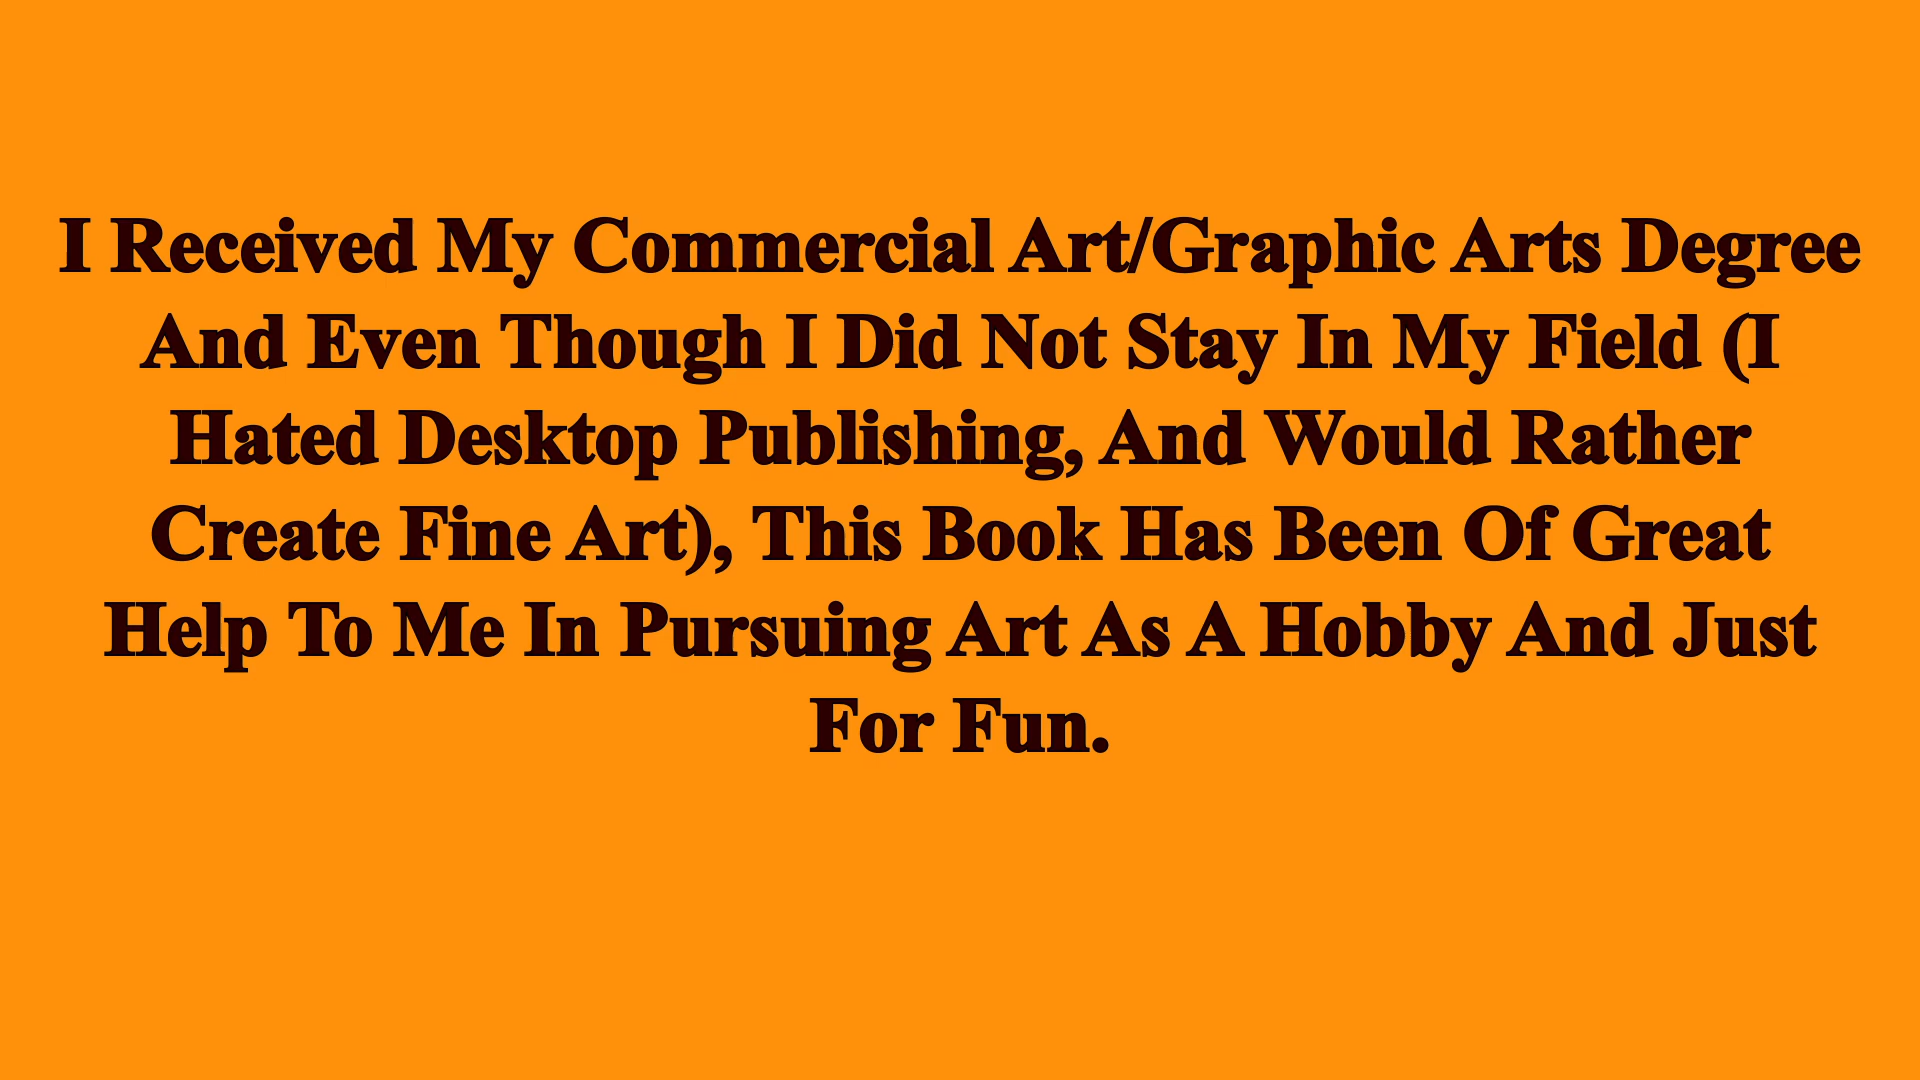 I Received My Commercial Art/Graphic Arts Degree
And Even Though I Did Not Stay In My Field (I
Hated Desktop Publishing, And Would Rather
Create Fine Art), This Book Has Been Of Great
Help To Me In Pursuing Art As A Hobby And Just
For Fun.